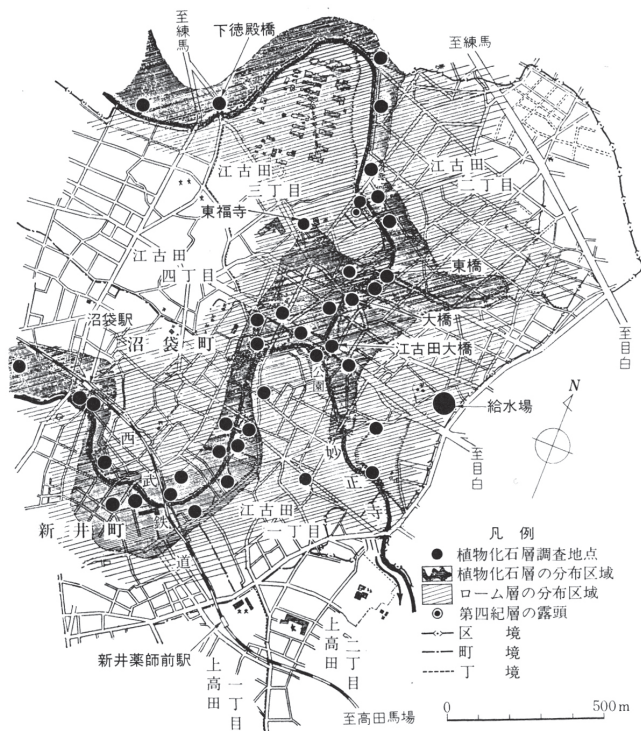 至練馬
下徳殿橋
至練馬
江古田
三丁目
江古田
二丁目
東福寺
江古田
四丁目
東橋
沼袋駅
沼袋町
大橋
江古田大橋
公園
至目白
給水場
N
妙正寺
至目白
西武鉄道
新井町
江古田
一丁目
凡例
植物化石層調査地点
植物化石層の分布区域
ローム層の分布区域
第四紀層の露頭
区境
町境
丁境
新井薬師前駅
上高田
一丁目
上高田
二丁目
至高田馬場
0 500m